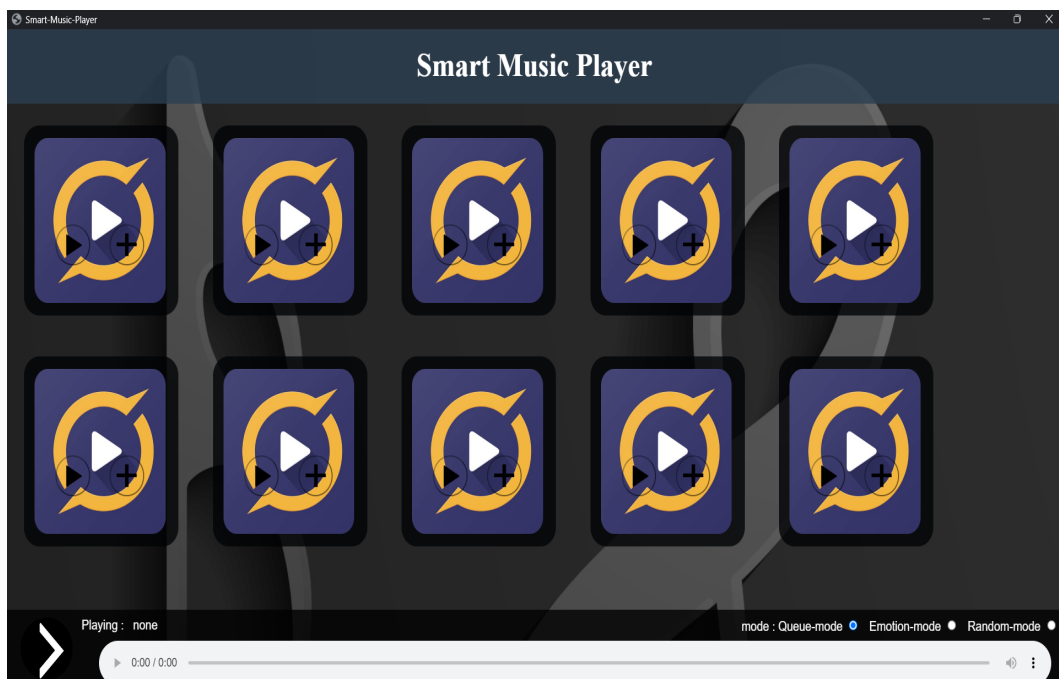 Smart-Music-Player
Smart Music Player
Playing : none
mode : Queue-mode Emotion-mode Random-mode
0:00 / 0:00